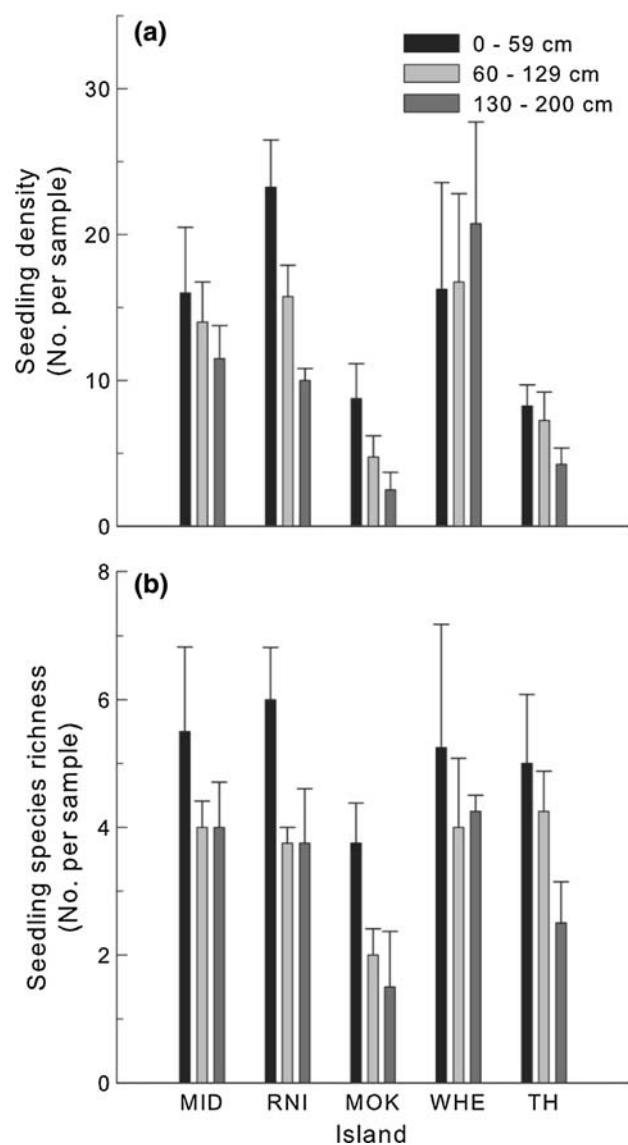 (a)
0 - 59 cm
60 - 129 cm
130 - 200 cm
Seedling density
(No. per sample)
30
20
10
0
(b)
Seedling species richness
(No. per sample)
8
6
4
2
0
MID RNI MOK WHE TH
Island